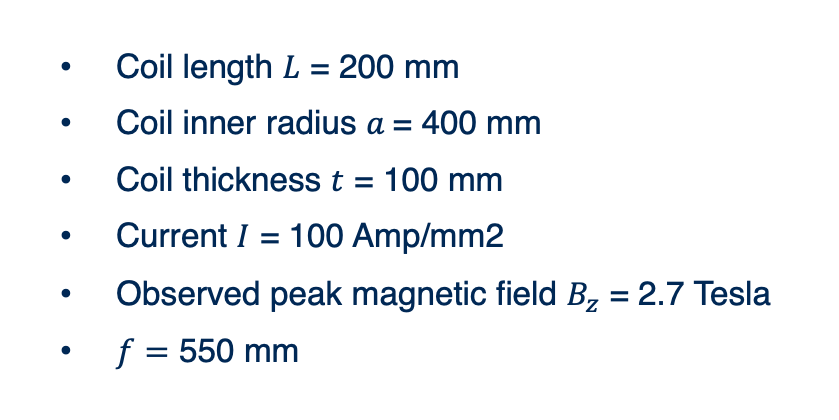 • Coil length L = 200 mm
• Coil inner radius a = 400 mm
• Coil thickness t = 100 mm
• Current I = 100 Amp/mm2
• Observed peak magnetic field B_z = 2.7 Tesla
• f = 550 mm